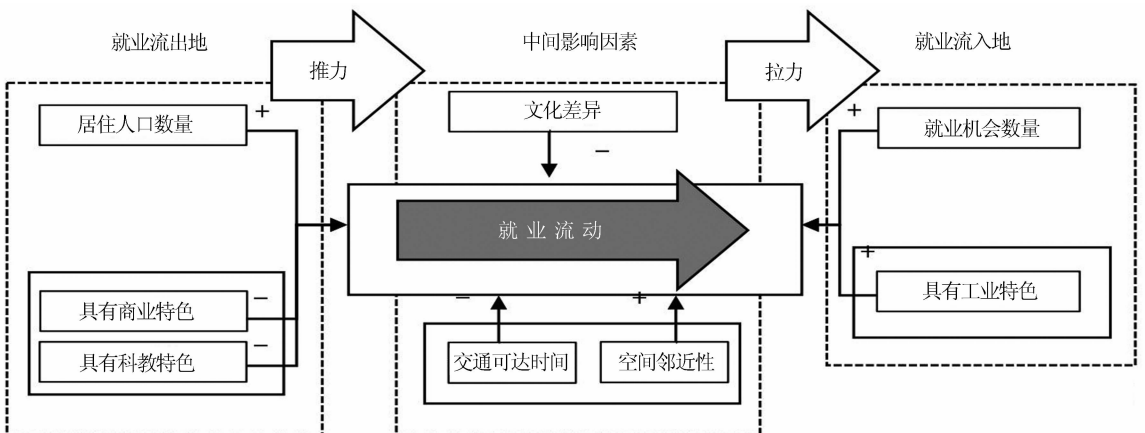 就业流出地
推力
中间影响因素
拉力
就业流入地
居住人口数量
+
文化差异
−
+
就业机会数量
就业流动
具有商业特色
−
具有科教特色
−
−
+
交通可达时间
空间邻近性
+
具有工业特色